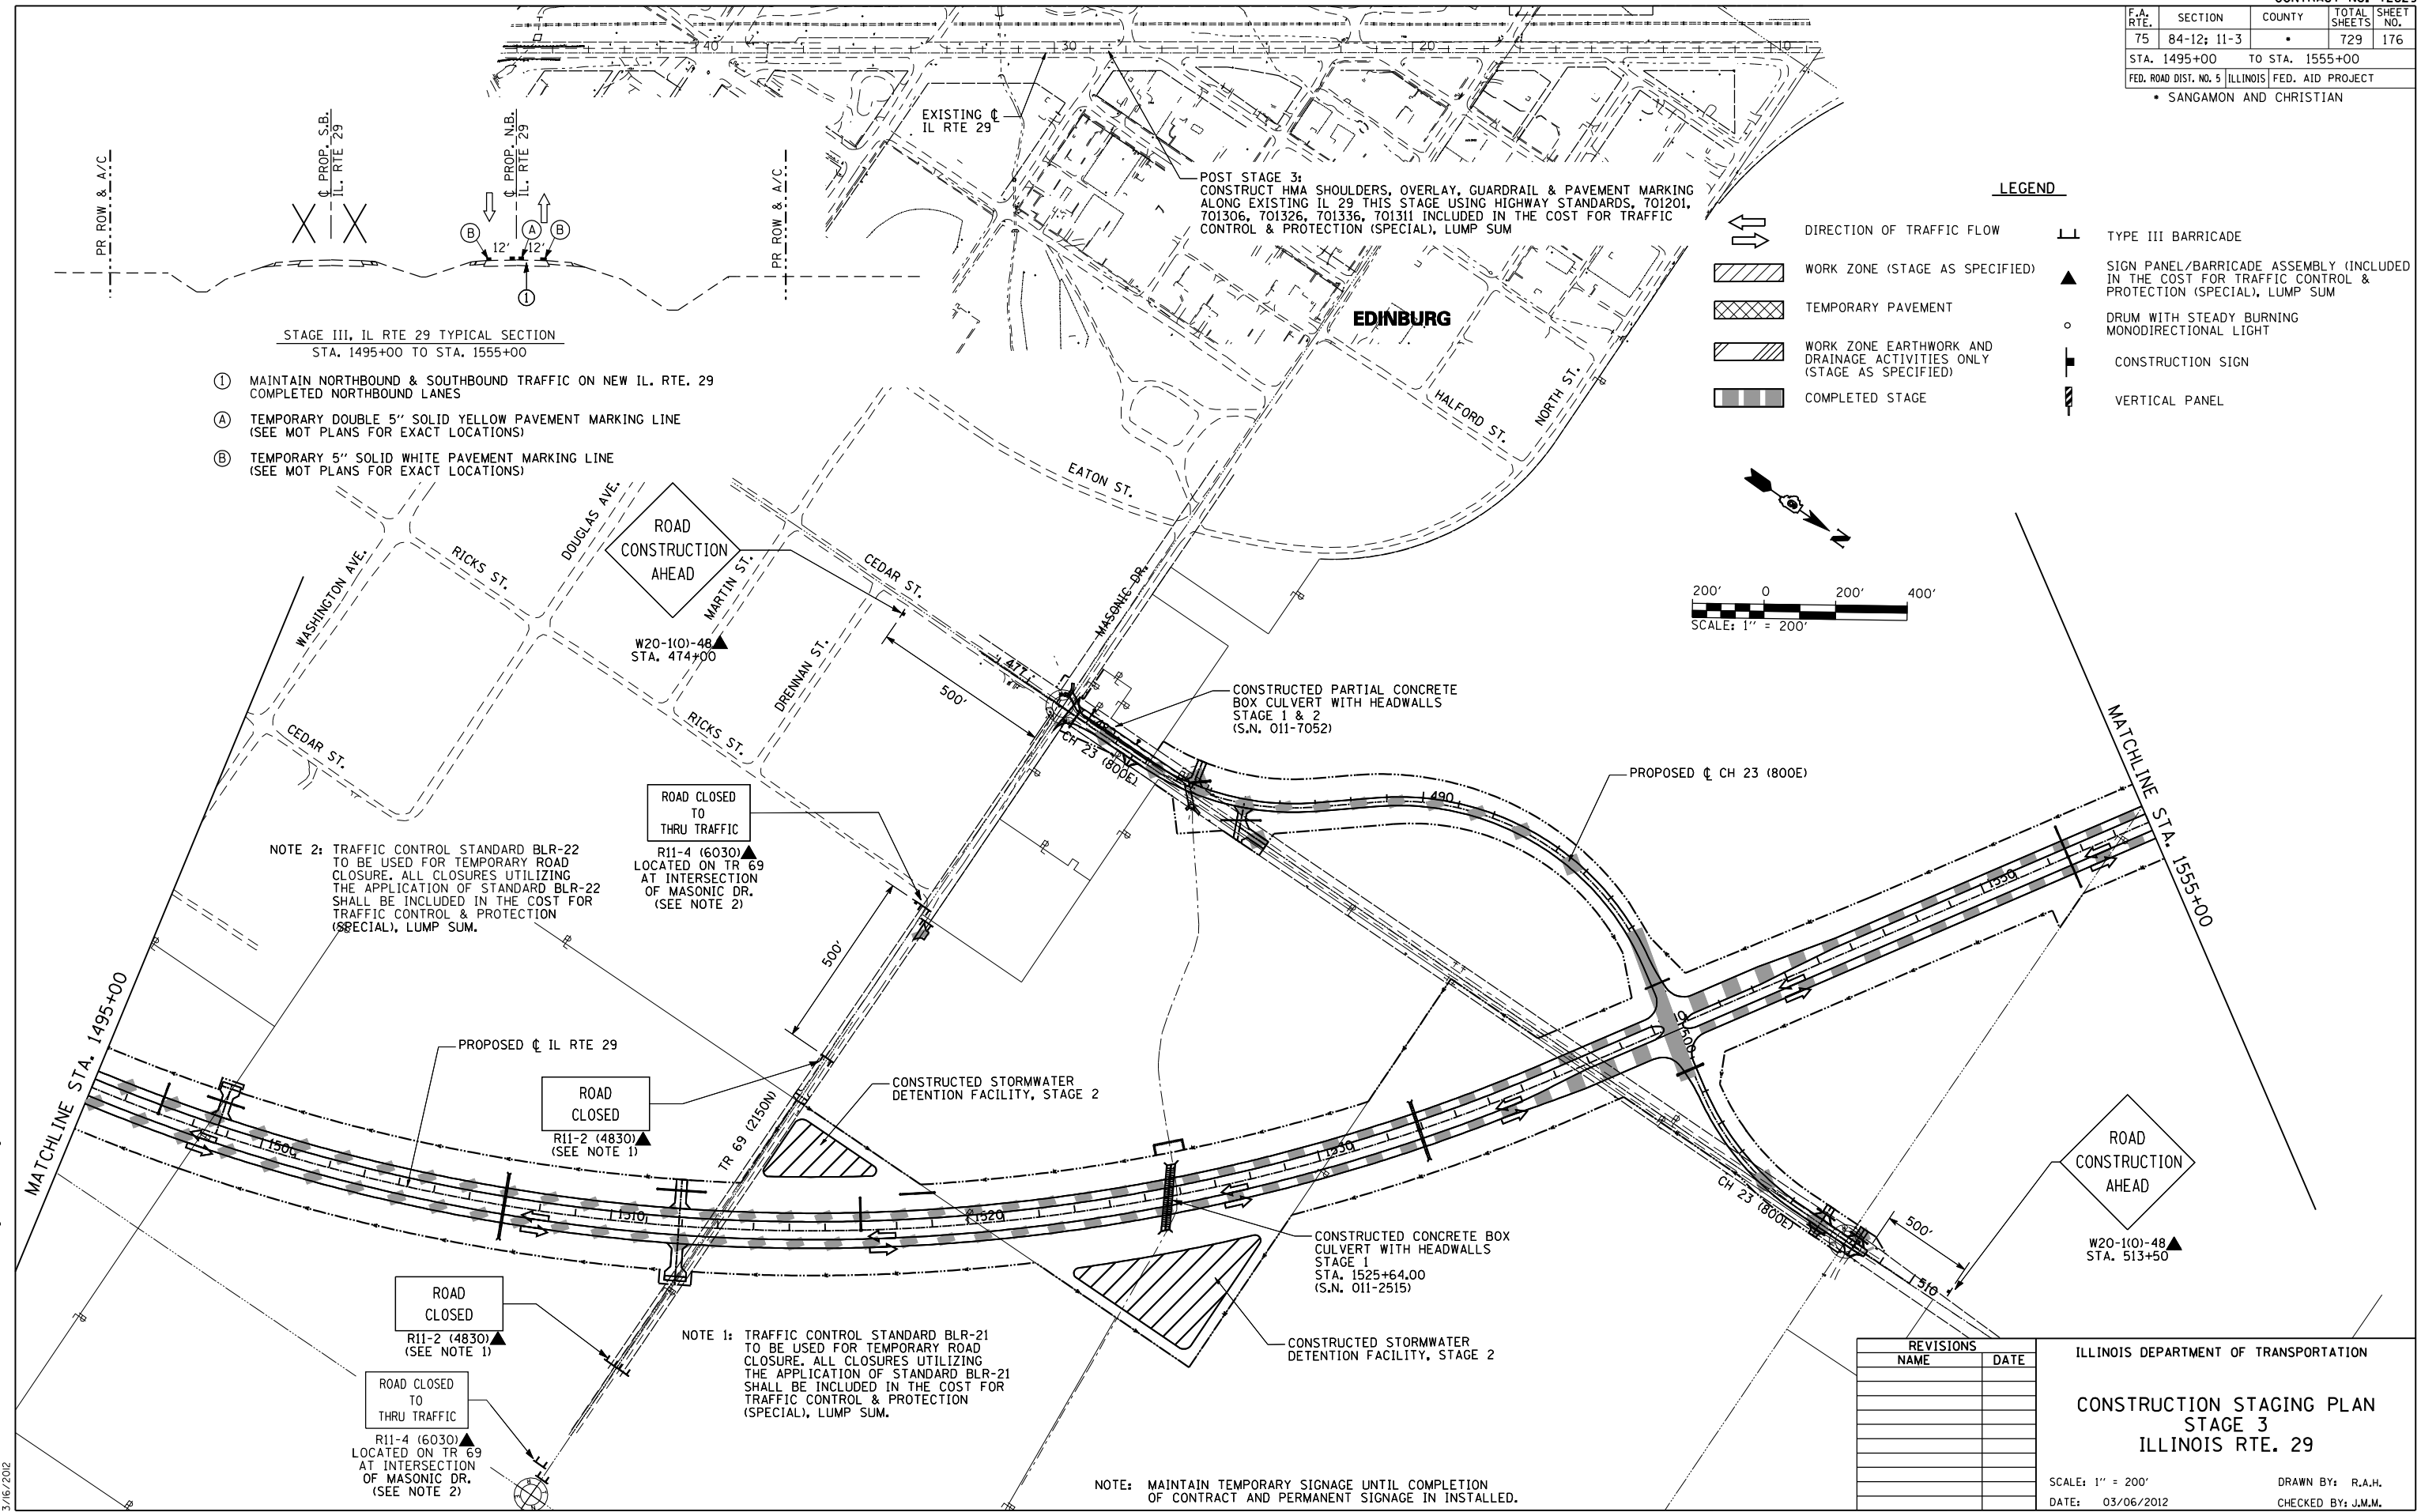 F.A. RTE. SECTION COUNTY TOTAL SHEETS SHEET NO.
75 84-12; 11-3 * 729 176
STA. 1495+00 TO STA. 1555+00
FED. ROAD DIST. NO. 5 ILLINOIS FED. AID PROJECT
* SANGAMON AND CHRISTIAN
40
30
20
10
EXISTING ℄
IL RTE 29
PR ROW & A/C
℄ PROP. S.B.
IL. RTE 29
℄ PROP. N.B.
IL. RTE 29
PR ROW & A/C
B
A
B
12' 12'
1
STAGE III, IL RTE 29 TYPICAL SECTION
STA. 1495+00 TO STA. 1555+00
1 MAINTAIN NORTHBOUND & SOUTHBOUND TRAFFIC ON NEW IL. RTE. 29
COMPLETED NORTHBOUND LANES
A TEMPORARY DOUBLE 5" SOLID YELLOW PAVEMENT MARKING LINE
(SEE MOT PLANS FOR EXACT LOCATIONS)
B TEMPORARY 5" SOLID WHITE PAVEMENT MARKING LINE
(SEE MOT PLANS FOR EXACT LOCATIONS)
POST STAGE 3:
CONSTRUCT HMA SHOULDERS, OVERLAY, GUARDRAIL & PAVEMENT MARKING
ALONG EXISTING IL 29 THIS STAGE USING HIGHWAY STANDARDS, 701201,
701306, 701326, 701336, 701311 INCLUDED IN THE COST FOR TRAFFIC
CONTROL & PROTECTION (SPECIAL), LUMP SUM
LEGEND
DIRECTION OF TRAFFIC FLOW
WORK ZONE (STAGE AS SPECIFIED)
TEMPORARY PAVEMENT
WORK ZONE EARTHWORK AND
DRAINAGE ACTIVITIES ONLY
(STAGE AS SPECIFIED)
COMPLETED STAGE
TYPE III BARRICADE
SIGN PANEL/BARRICADE ASSEMBLY (INCLUDED
IN THE COST FOR TRAFFIC CONTROL &
PROTECTION (SPECIAL), LUMP SUM
DRUM WITH STEADY BURNING
MONODIRECTIONAL LIGHT
CONSTRUCTION SIGN
VERTICAL PANEL
EDINBURG
HALFORD ST.
NORTH ST.
EATON ST.
N
200' 0 200' 400'
SCALE: 1" = 200'
WASHINGTON AVE.
RICKS ST.
DOUGLAS AVE.
MARTIN ST.
CEDAR ST.
DRENNAN ST.
RICKS ST.
CEDAR ST.
MASONIC DR.
ROAD
CONSTRUCTION
AHEAD
W20-1(O)-48
STA. 474+00
500'
477
CH 23 (800E)
CONSTRUCTED PARTIAL CONCRETE
BOX CULVERT WITH HEADWALLS
STAGE 1 & 2
(S.N. 011-7052)
490
PROPOSED ℄ CH 23 (800E)
MATCHLINE STA. 1555+00
1550
ROAD CLOSED
TO
THRU TRAFFIC
R11-4 (6030)
LOCATED ON TR 69
AT INTERSECTION
OF MASONIC DR.
(SEE NOTE 2)
NOTE 2: TRAFFIC CONTROL STANDARD BLR-22
TO BE USED FOR TEMPORARY ROAD
CLOSURE. ALL CLOSURES UTILIZING
THE APPLICATION OF STANDARD BLR-22
SHALL BE INCLUDED IN THE COST FOR
TRAFFIC CONTROL & PROTECTION
(SPECIAL), LUMP SUM.
500'
MATCHLINE STA. 1495+00
PROPOSED ℄ IL RTE 29
ROAD
CLOSED
R11-2 (4830)
(SEE NOTE 1)
TR 69 (2150N)
CONSTRUCTED STORMWATER
DETENTION FACILITY, STAGE 2
1500
1510
1520
1530
500
CH 23 (800E)
CONSTRUCTED CONCRETE BOX
CULVERT WITH HEADWALLS
STAGE 1
STA. 1525+64.00
(S.N. 011-2515)
CONSTRUCTED STORMWATER
DETENTION FACILITY, STAGE 2
ROAD
CONSTRUCTION
AHEAD
W20-1(O)-48
STA. 513+50
500'
510
ROAD
CLOSED
R11-2 (4830)
(SEE NOTE 1)
NOTE 1: TRAFFIC CONTROL STANDARD BLR-21
TO BE USED FOR TEMPORARY ROAD
CLOSURE. ALL CLOSURES UTILIZING
THE APPLICATION OF STANDARD BLR-21
SHALL BE INCLUDED IN THE COST FOR
TRAFFIC CONTROL & PROTECTION
(SPECIAL), LUMP SUM.
ROAD CLOSED
TO
THRU TRAFFIC
R11-4 (6030)
LOCATED ON TR 69
AT INTERSECTION
OF MASONIC DR.
(SEE NOTE 2)
NOTE: MAINTAIN TEMPORARY SIGNAGE UNTIL COMPLETION
OF CONTRACT AND PERMANENT SIGNAGE IN INSTALLED.
REVISIONS
NAME DATE
ILLINOIS DEPARTMENT OF TRANSPORTATION
CONSTRUCTION STAGING PLAN
STAGE 3
ILLINOIS RTE. 29
SCALE: 1" = 200'
DATE: 03/06/2012
DRAWN BY: R.A.H.
CHECKED BY: J.M.M.
3/16/2012